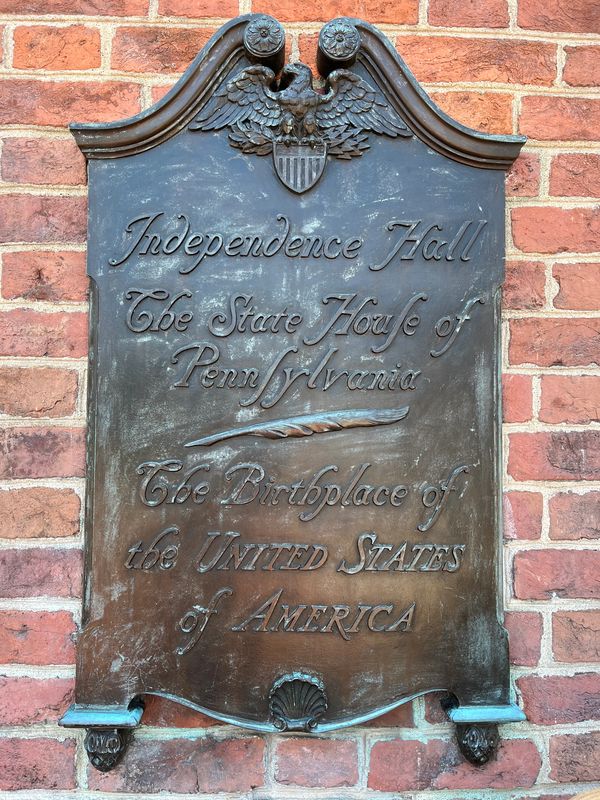 Independence Hall
The State Houſe of
Pennſylvania
The Birthplace of
the UNITED STATES
of AMERICA